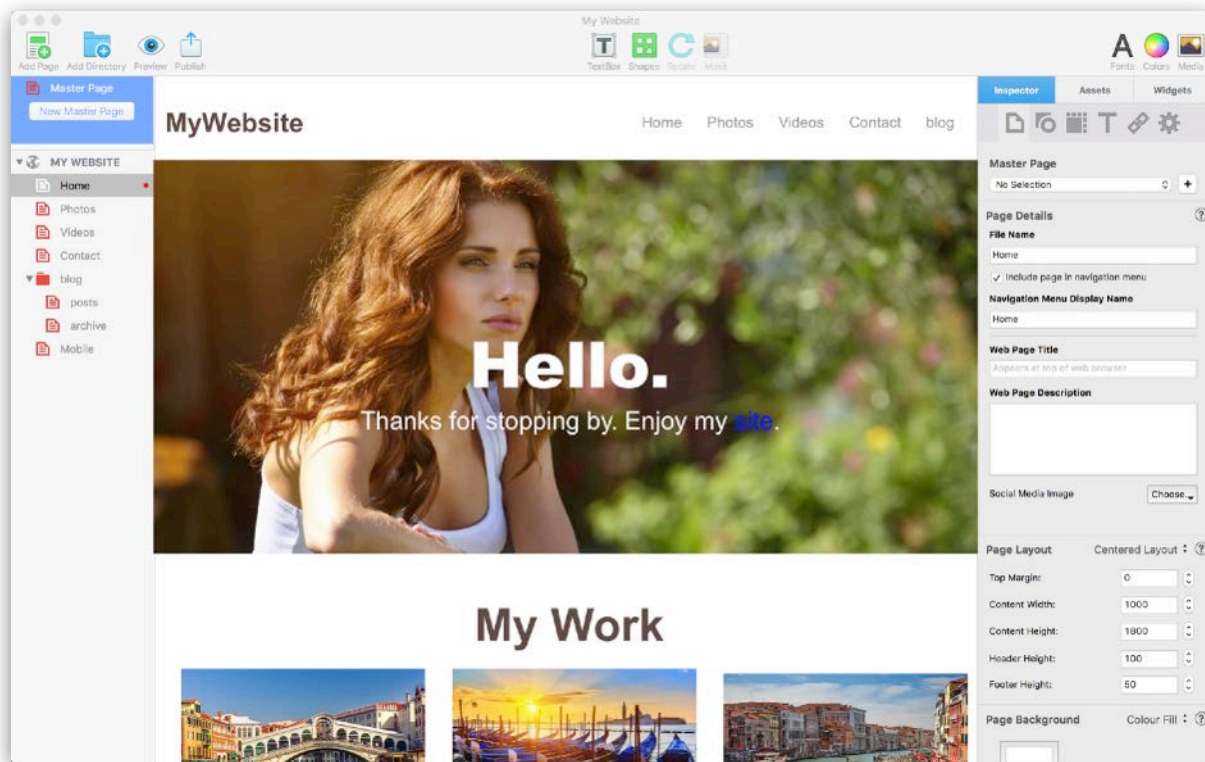 My Website
Add Page Add Directory Preview Publish
TextBox Shapes Rotate Mask
Fonts Colors Media
Master Page
New Master Page
MY WEBSITE
Home
Photos
Videos
Contact
blog
posts
archive
Mobile
MyWebsite
Home Photos Videos Contact blog
Hello.
Thanks for stopping by. Enjoy my site.
My Work
Inspector Assets Widgets
Master Page
No Selection
Page Details ?
File Name
Home
Include page in navigation menu
Navigation Menu Display Name
Home
Web Page Title
Appears at top of web browser
Web Page Description
Social Media Image Choose...
Page Layout Centered Layout ?
Top Margin: 0
Content Width: 1000
Content Height: 1800
Header Height: 100
Footer Height: 50
Page Background Colour Fill ?